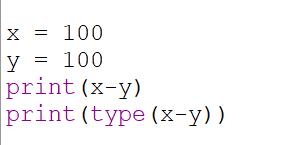 x = 100
y = 100
print(x-y)
print(type(x-y))